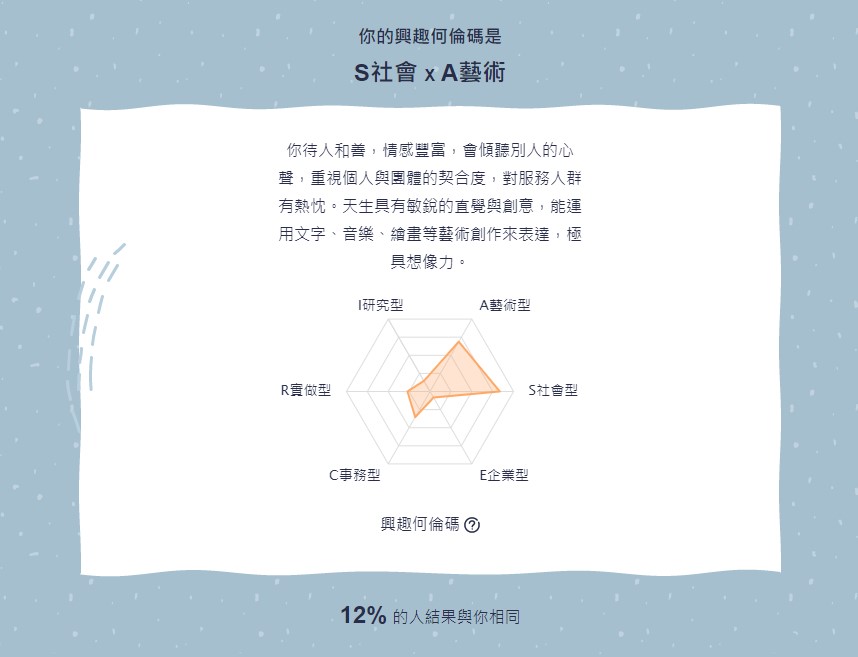 你的興趣何倫碼是
S社會 x A藝術
你待人和善，情感豐富，會傾聽別人的心
聲，重視個人與團體的契合度，對服務人群
有熱忱。天生具有敏銳的直覺與創意，能運
用文字、音樂、繪畫等藝術創作來表達，極
具想像力。
I研究型
A藝術型
R實做型
S社會型
C事務型
E企業型
興趣何倫碼 ?
12% 的人結果與你相同